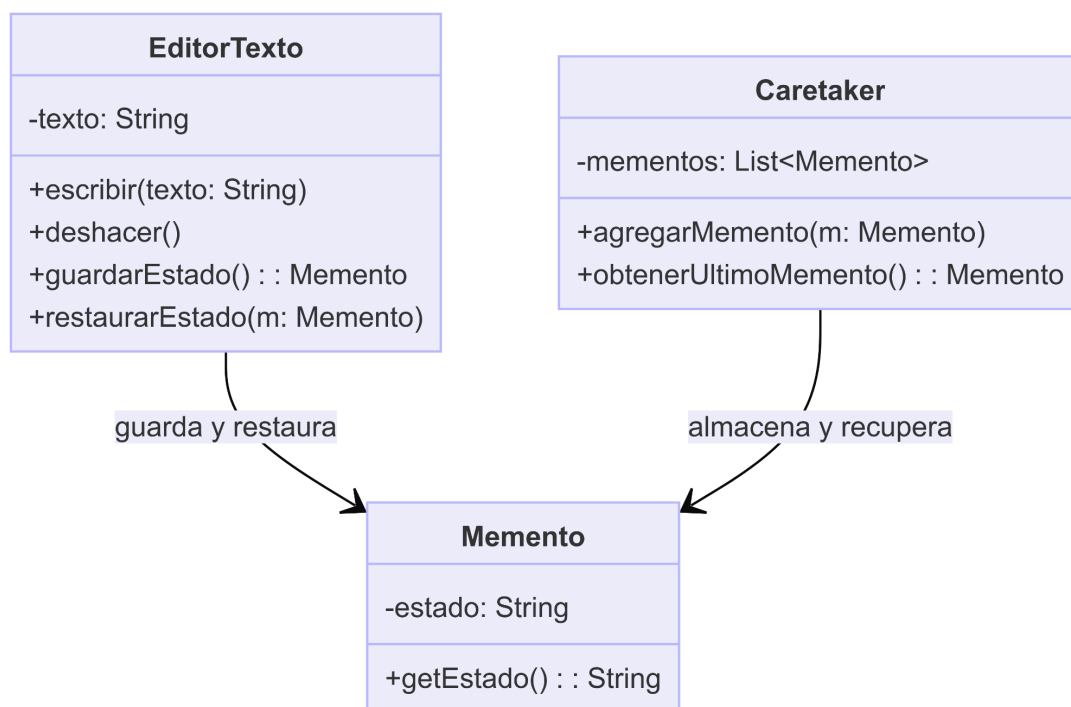 EditorTexto
-texto: String
+escribir(texto: String)
+deshacer()
+guardarEstado() : : Memento
+restaurarEstado(m: Memento)
Caretaker
-mementos: List<Memento>
+agregarMemento(m: Memento)
+obtenerUltimoMemento() : : Memento
guarda y restaura
almacena y recupera
Memento
-estado: String
+getEstado() : : String